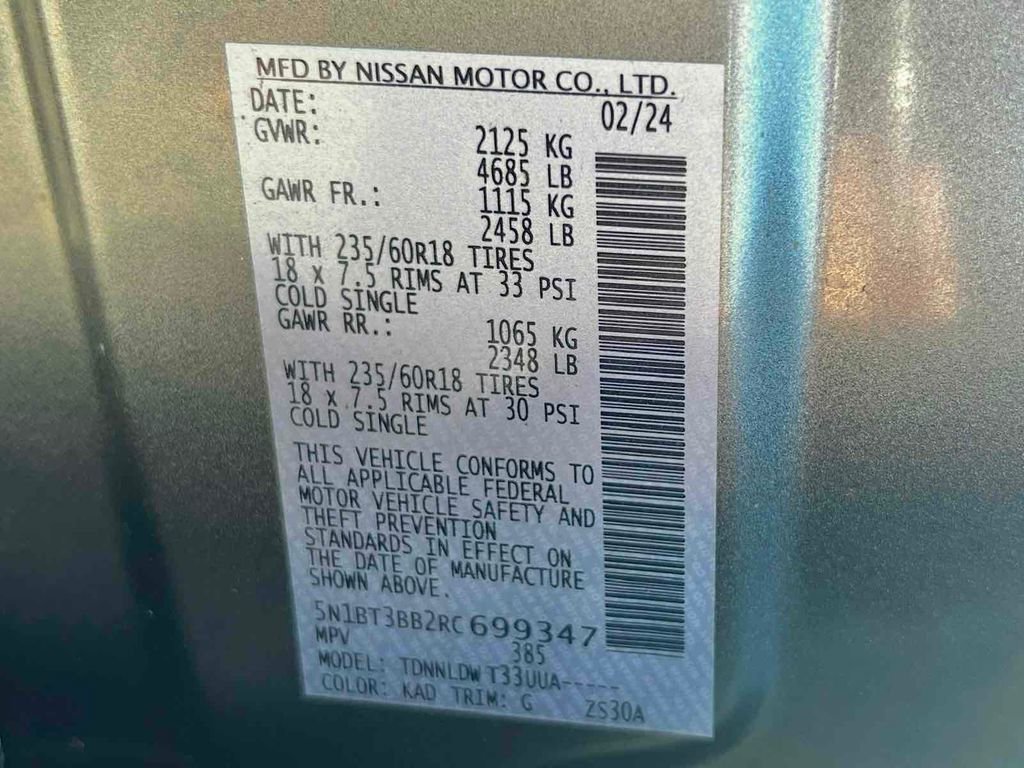 MFD BY NISSAN MOTOR CO., LTD.
DATE: 02/24
GVWR: 2125 KG
4685 LB
GAWR FR.: 1115 KG
2458 LB
WITH 235/60R18 TIRES
18 x 7.5 RIMS AT 33 PSI
COLD SINGLE
GAWR RR.: 1065 KG
2348 LB
WITH 235/60R18 TIRES
18 x 7.5 RIMS AT 30 PSI
COLD SINGLE
THIS VEHICLE CONFORMS TO
ALL APPLICABLE FEDERAL
MOTOR VEHICLE SAFETY AND
THEFT PREVENTION
STANDARDS IN EFFECT ON
THE DATE OF MANUFACTURE
SHOWN ABOVE.
5N1BT3BB2RC699347
MPV 385
MODEL: TDNNLDW T33UUA-----
COLOR: KAD TRIM: G ZS30A